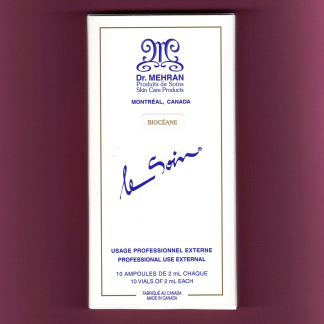 M
Dr. MEHRAN
Produits de Soins
Skin Care Products
MONTRÉAL, CANADA
BIOCÉANE
le Soin®
USAGE PROFESSIONNEL EXTERNE
PROFESSIONAL USE EXTERNAL
10 AMPOULES DE 2 mL CHAQUE
10 VIALS OF 2 mL EACH
FABRIQUÉ AU CANADA
MADE IN CANADA